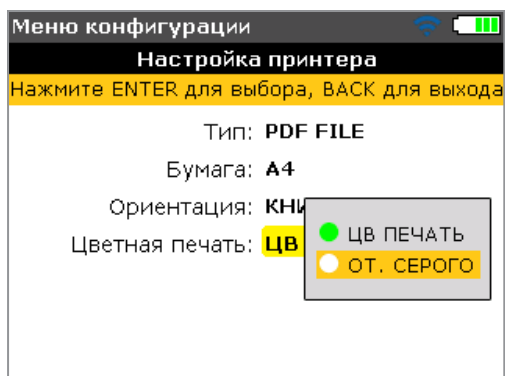 Меню конфигурации
Настройка принтера
Нажмите ENTER для выбора, BACK для выхода
Тип: PDF FILE
Бумага: A4
Ориентация:
Цветная печать: ЦВ
ЦВ ПЕЧАТЬ
ОТ. СЕРОГО